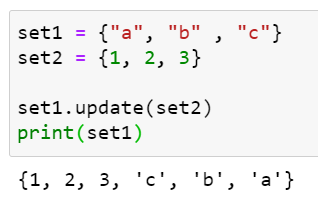 set1 = {"a", "b" , "c"}
set2 = {1, 2, 3}
set1.update(set2)
print(set1)
{1, 2, 3, 'c', 'b', 'a'}